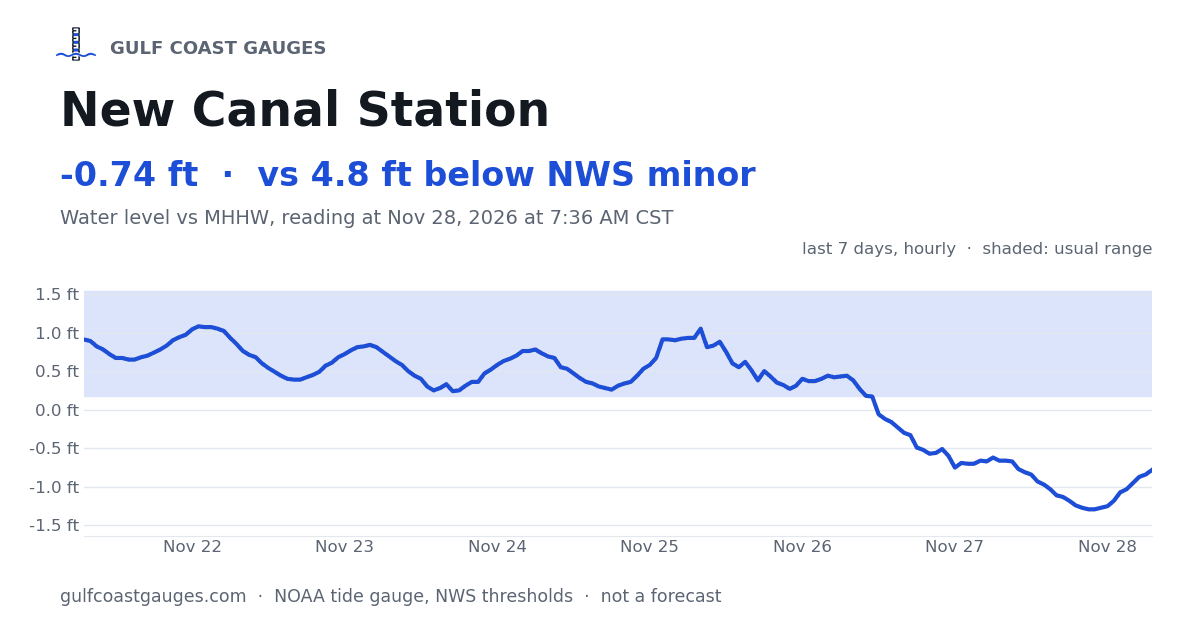 GULF COAST GAUGES
New Canal Station
-0.74 ft · vs 4.8 ft below NWS minor
Water level vs MHHW, reading at Nov 28, 2026 at 7:36 AM CST
last 7 days, hourly · shaded: usual range
1.5 ft
1.0 ft
0.5 ft
0.0 ft
-0.5 ft
-1.0 ft
-1.5 ft
Nov 22 Nov 23 Nov 24 Nov 25 Nov 26 Nov 27 Nov 28
gulfcoastgauges.com · NOAA tide gauge, NWS thresholds · not a forecast